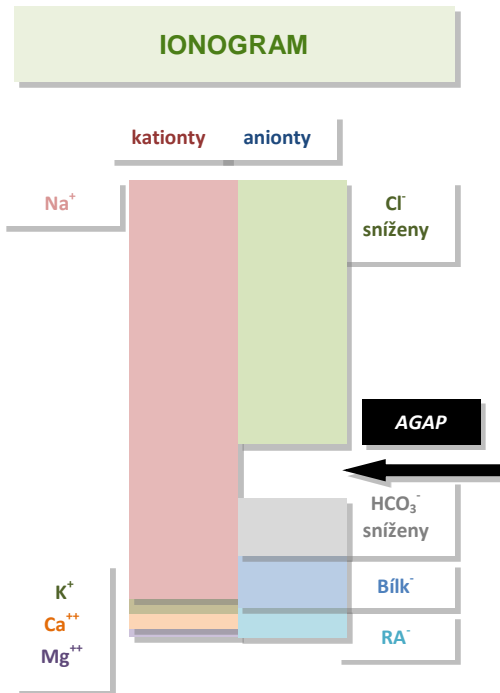 IONOGRAM
kationty anionty
Na⁺
Cl⁻
sníženy
AGAP
HCO₃⁻
sníženy
K⁺
Ca⁺⁺
Mg⁺⁺
Bílk⁻
RA⁻